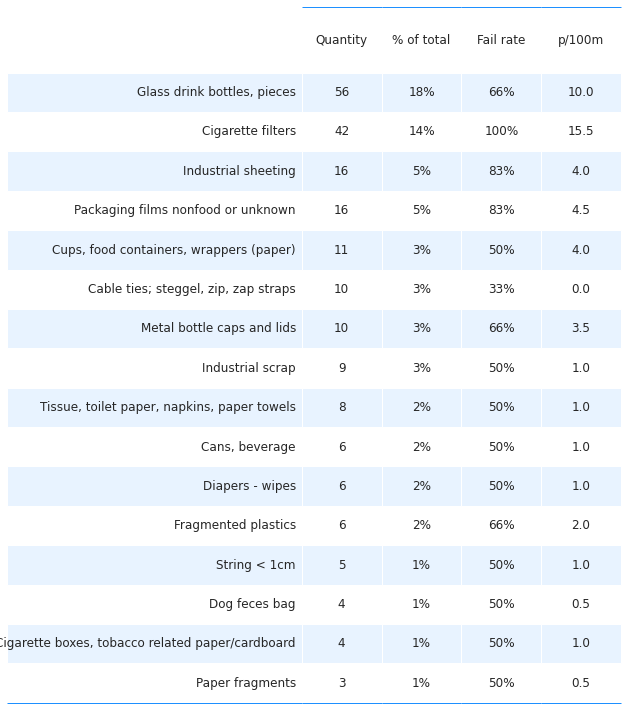 Quantity % of total Fail rate p/100m
Glass drink bottles, pieces 56 18% 66% 10.0
Cigarette filters 42 14% 100% 15.5
Industrial sheeting 16 5% 83% 4.0
Packaging films nonfood or unknown 16 5% 83% 4.5
Cups, food containers, wrappers (paper) 11 3% 50% 4.0
Cable ties; steggel, zip, zap straps 10 3% 33% 0.0
Metal bottle caps and lids 10 3% 66% 3.5
Industrial scrap 9 3% 50% 1.0
Tissue, toilet paper, napkins, paper towels 8 2% 50% 1.0
Cans, beverage 6 2% 50% 1.0
Diapers - wipes 6 2% 50% 1.0
Fragmented plastics 6 2% 66% 2.0
String < 1cm 5 1% 50% 1.0
Dog feces bag 4 1% 50% 0.5
Cigarette boxes, tobacco related paper/cardboard 4 1% 50% 1.0
Paper fragments 3 1% 50% 0.5